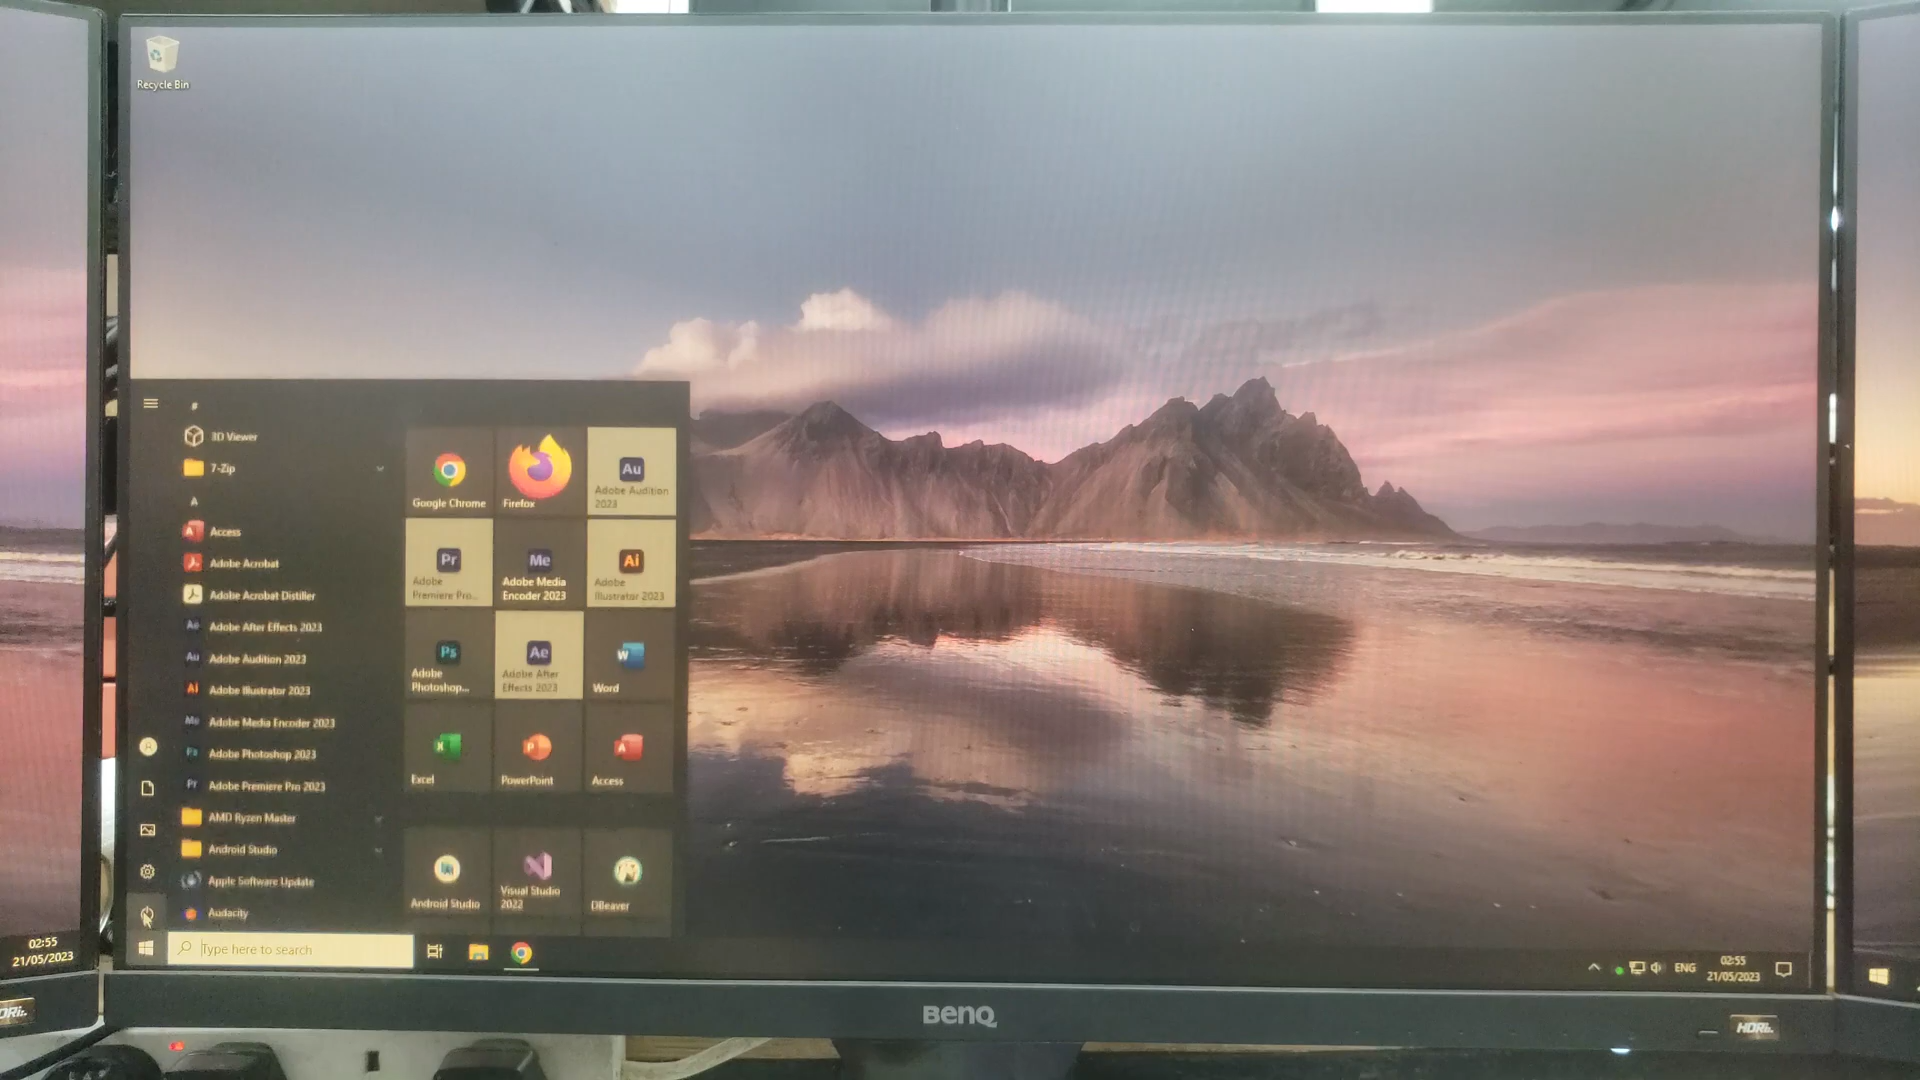 Recycle Bin
#
3D Viewer
7-Zip
A
Access
Adobe Acrobat
Adobe Acrobat Distiller
Adobe After Effects 2023
Adobe Audition 2023
Adobe Illustrator 2023
Adobe Media Encoder 2023
Adobe Photoshop 2023
Adobe Premiere Pro 2023
AMD Ryzen Master
Android Studio
Apple Software Update
Audacity
Google Chrome
Firefox
Au
Adobe Audition
2023
Pr
Adobe
Premiere Pro...
Me
Adobe Media
Encoder 2023
Ai
Adobe
Illustrator 2023
Ps
Adobe
Photoshop...
Ae
Adobe After
Effects 2023
W
Word
X
Excel
P
PowerPoint
A
Access
Android Studio
Visual Studio
2022
DBeaver
Type here to search
ENG
02:55
21/05/2023
02:55
21/05/2023
BenQ
HDRi